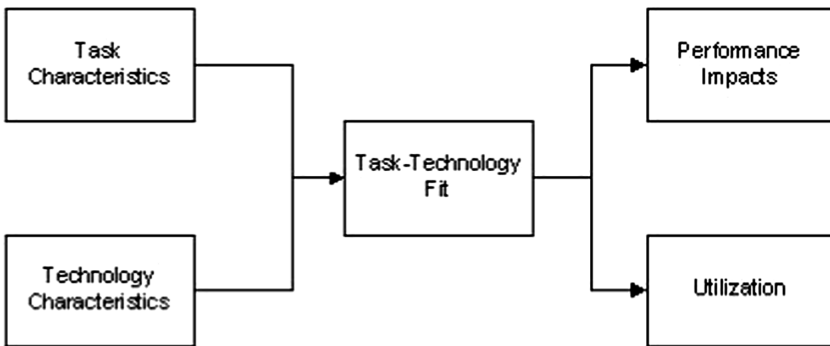 Task
Characteristics
Performance
Impacts
Task-Technology
Fit
Technology
Characteristics
Utilization